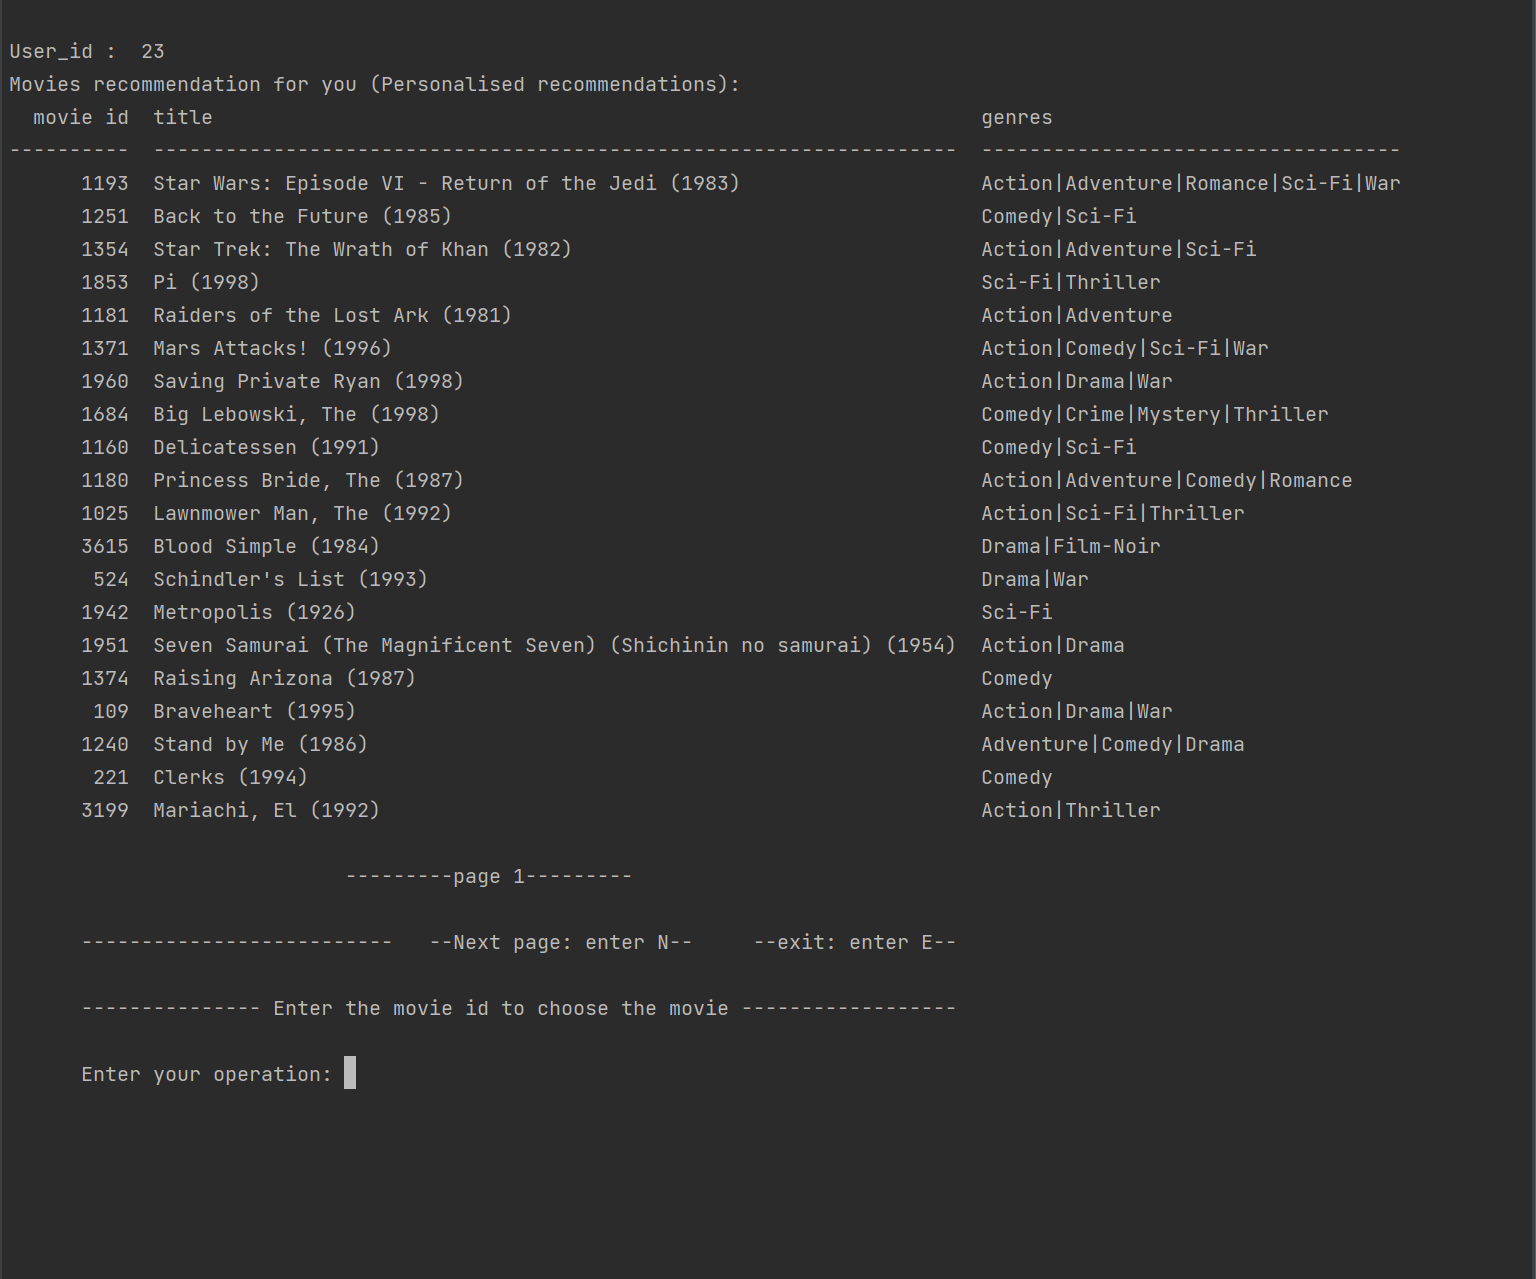 User_id :  23
Movies recommendation for you (Personalised recommendations):
  movie id  title                                                                genres
----------  -------------------------------------------------------------------  -----------------------------------
      1193  Star Wars: Episode VI - Return of the Jedi (1983)                    Action|Adventure|Romance|Sci-Fi|War
      1251  Back to the Future (1985)                                            Comedy|Sci-Fi
      1354  Star Trek: The Wrath of Khan (1982)                                  Action|Adventure|Sci-Fi
      1853  Pi (1998)                                                            Sci-Fi|Thriller
      1181  Raiders of the Lost Ark (1981)                                       Action|Adventure
      1371  Mars Attacks! (1996)                                                 Action|Comedy|Sci-Fi|War
      1960  Saving Private Ryan (1998)                                           Action|Drama|War
      1684  Big Lebowski, The (1998)                                             Comedy|Crime|Mystery|Thriller
      1160  Delicatessen (1991)                                                  Comedy|Sci-Fi
      1180  Princess Bride, The (1987)                                           Action|Adventure|Comedy|Romance
      1025  Lawnmower Man, The (1992)                                            Action|Sci-Fi|Thriller
      3615  Blood Simple (1984)                                                  Drama|Film-Noir
       524  Schindler's List (1993)                                              Drama|War
      1942  Metropolis (1926)                                                    Sci-Fi
      1951  Seven Samurai (The Magnificent Seven) (Shichinin no samurai) (1954)  Action|Drama
      1374  Raising Arizona (1987)                                               Comedy
       109  Braveheart (1995)                                                    Action|Drama|War
      1240  Stand by Me (1986)                                                   Adventure|Comedy|Drama
       221  Clerks (1994)                                                        Comedy
      3199  Mariachi, El (1992)                                                  Action|Thriller
                            ---------page 1---------
      --------------------------   --Next page: enter N--     --exit: enter E--
      --------------- Enter the movie id to choose the movie ------------------
      Enter your operation: